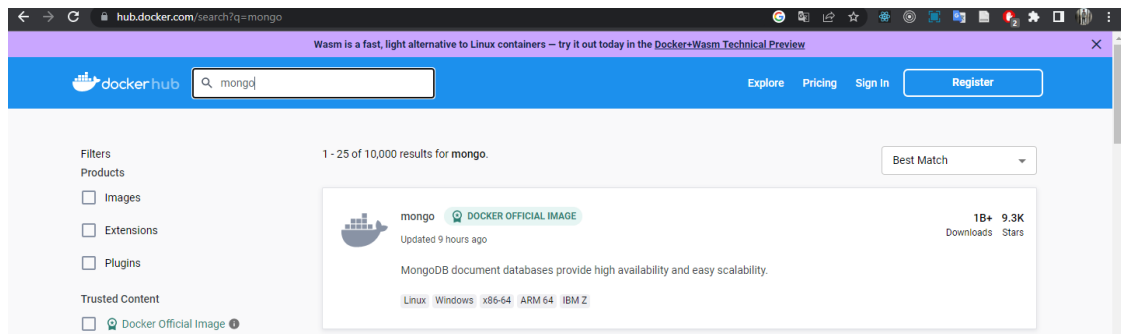 hub.docker.com/search?q=mongo
2
Wasm is a fast, light alternative to Linux containers — try it out today in the Docker+Wasm Technical Preview
dockerhub
mongo
Explore Pricing Sign In Register
Filters
1 - 25 of 10,000 results for mongo.
Best Match
Products
Images
Extensions
Plugins
Trusted Content
Docker Official Image
mongo DOCKER OFFICIAL IMAGE
1B+ 9.3K
Updated 9 hours ago
Downloads Stars
MongoDB document databases provide high availability and easy scalability.
Linux Windows x86-64 ARM 64 IBM Z